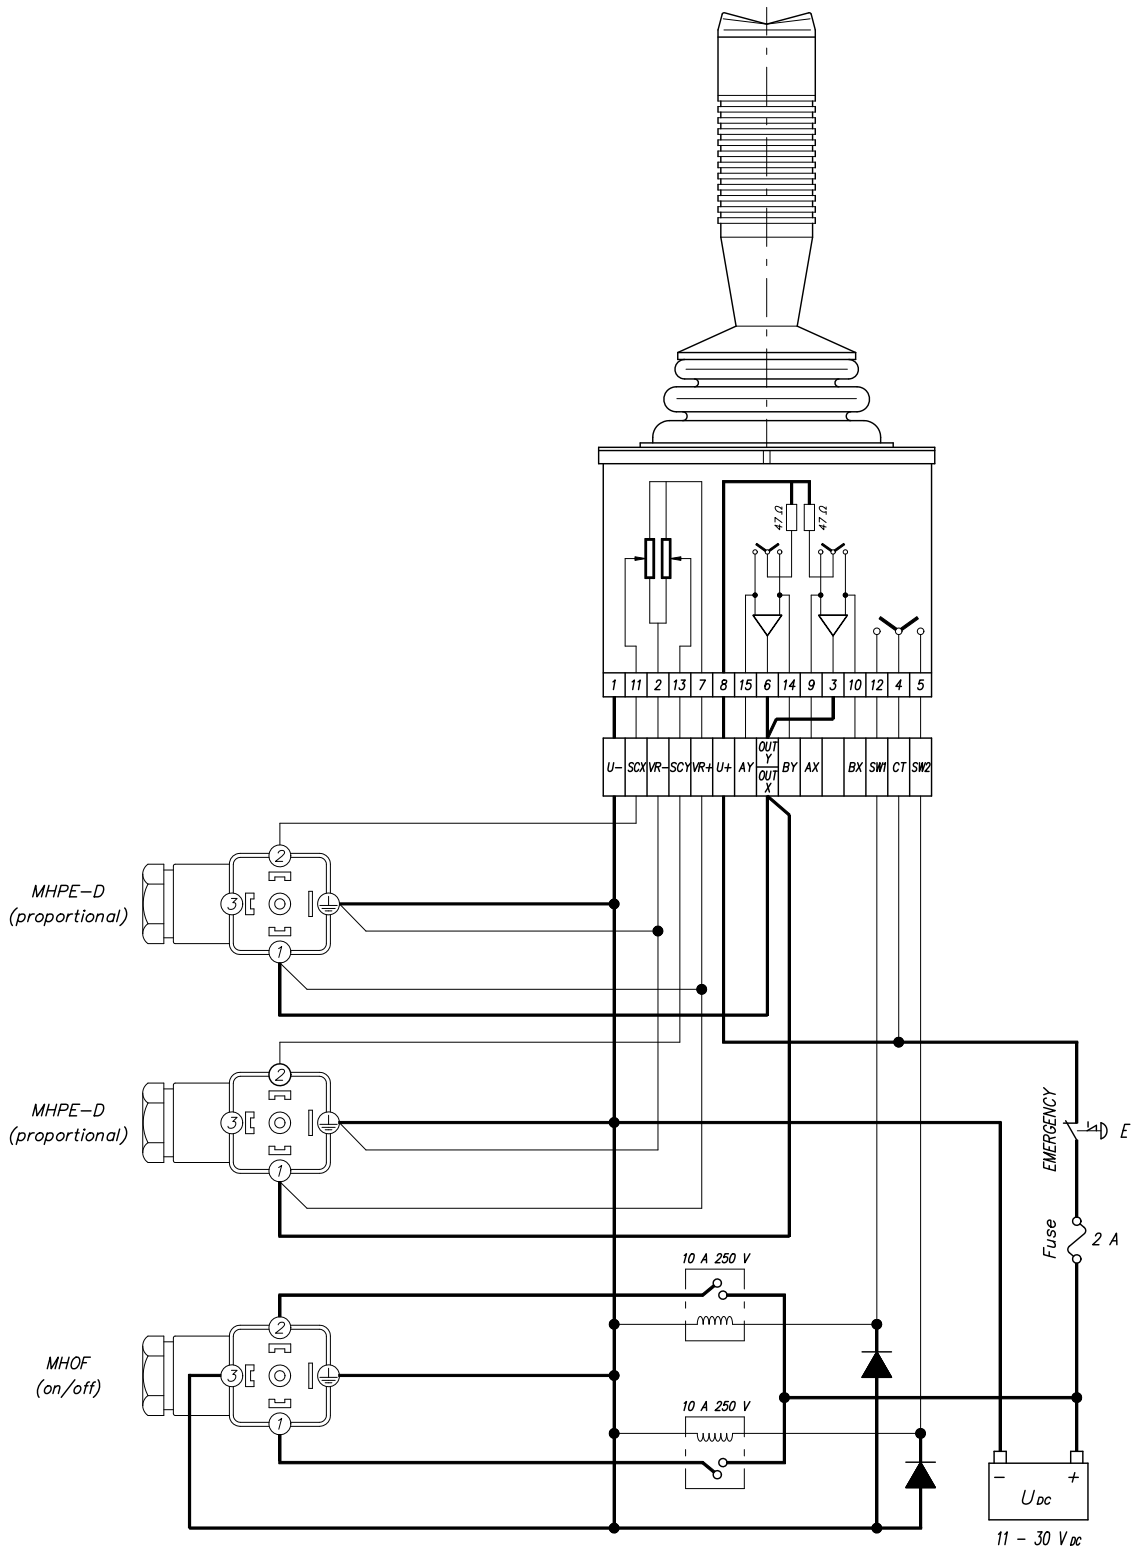 47 Ω
47 Ω
1 11 2 13 7 8 15 6 14 9 3 10 12 4 5
U- SCX VR- SCY VR+ U+ AY OUT Y OUT X BY AX BX SW1 CT SW2
MHPE-D
(proportional)
2
3
1
MHPE-D
(proportional)
2
3
1
EMERGENCY
E
Fuse
2 A
10 A 250 V
MHOF
(on/off)
2
3
1
10 A 250 V
- +
U DC
11 - 30 V DC